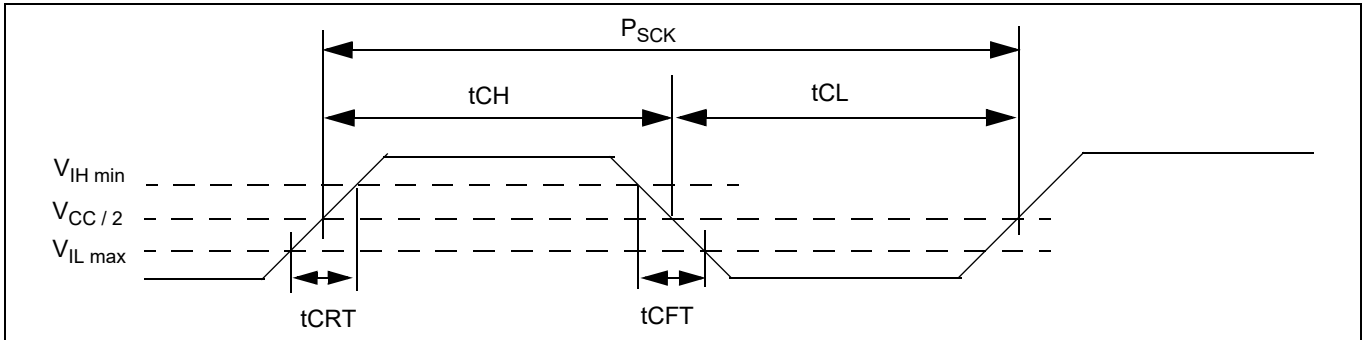 PSCK
tCH
tCL
VIH min
VCC / 2
VIL max
tCRT
tCFT